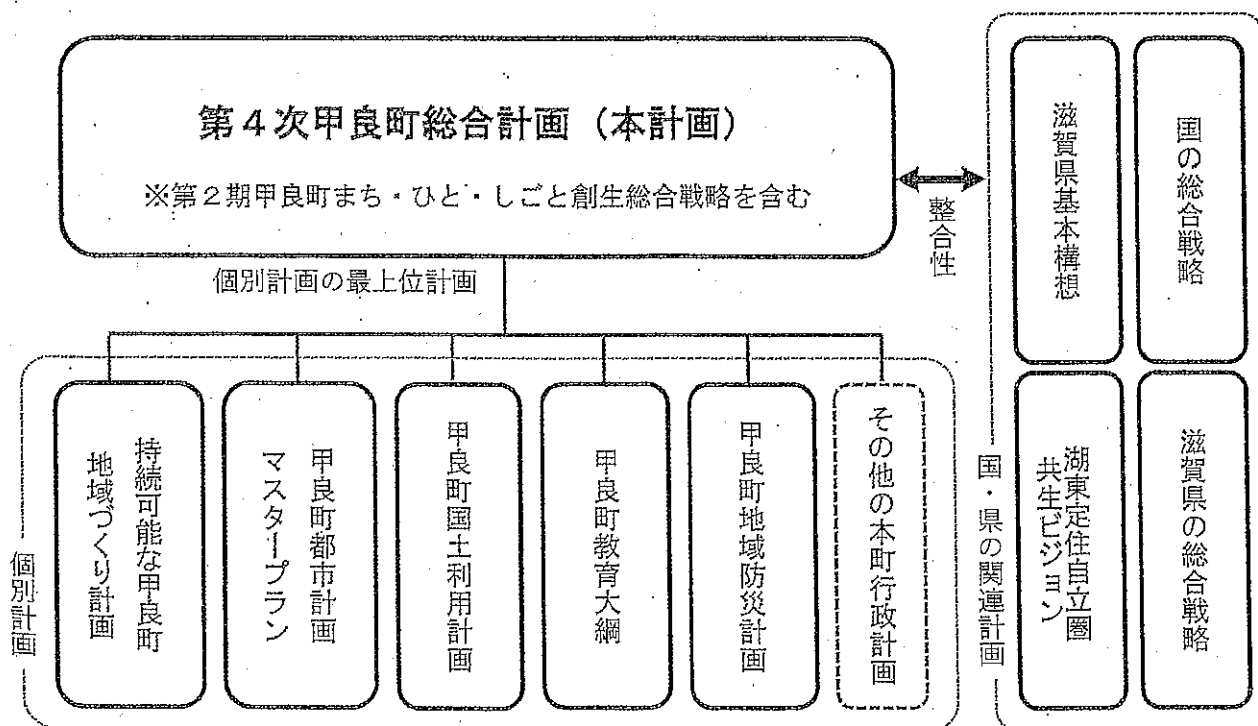 第４次甲良町総合計画（本計画）
※第２期甲良町まち・ひと・しごと創生総合戦略を含む
個別計画の最上位計画
整合性
国の総合戦略
滋賀県基本構想
滋賀県の総合戦略
湖東定住自立圏
共生ビジョン
国・県の関連計画
個別計画
持続可能な甲良町
地域づくり計画
甲良町都市計画
マスタープラン
甲良町国土利用計画
甲良町教育大綱
甲良町地域防災計画
その他の本町行政計画